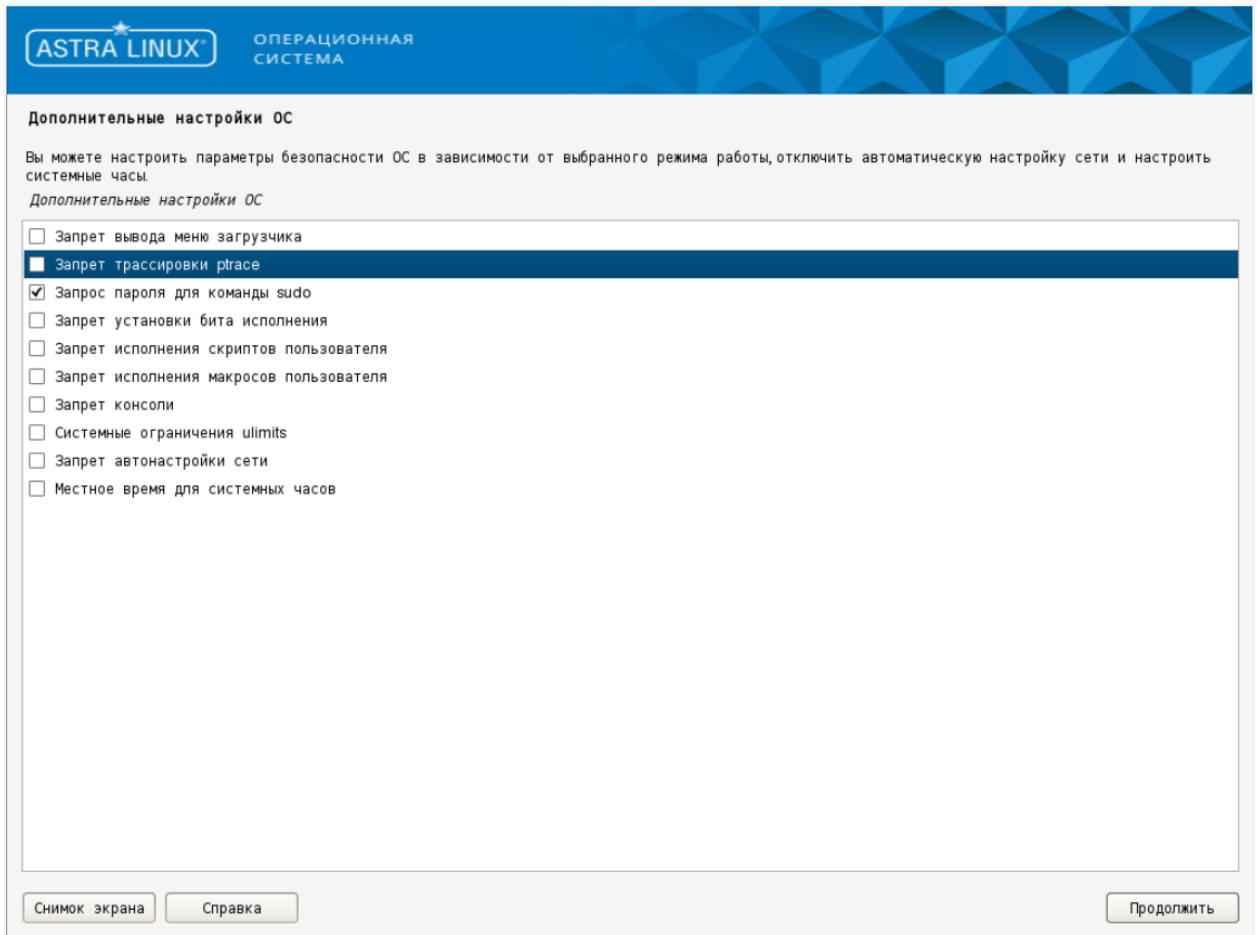 ASTRA LINUX®
ОПЕРАЦИОННАЯ
СИСТЕМА
Дополнительные настройки ОС
Вы можете настроить параметры безопасности ОС в зависимости от выбранного режима работы, отключить автоматическую настройку сети и настроить
системные часы.
Дополнительные настройки ОС
Запрет вывода меню загрузчика
Запрет трассировки ptrace
Запрос пароля для команды sudo
Запрет установки бита исполнения
Запрет исполнения скриптов пользователя
Запрет исполнения макросов пользователя
Запрет консоли
Системные ограничения ulimits
Запрет автонастройки сети
Местное время для системных часов
Снимок экрана
Справка
Продолжить